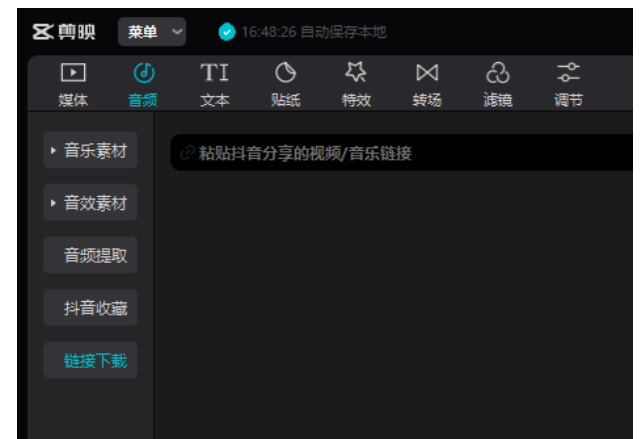 剪映 菜单 16:48:26 自动保存本地
媒体 音频 TI 文本 贴纸 特效 转场 滤镜 调节
音乐素材
粘贴抖音分享的视频/音乐链接
音效素材
音频提取
抖音收藏
链接下载